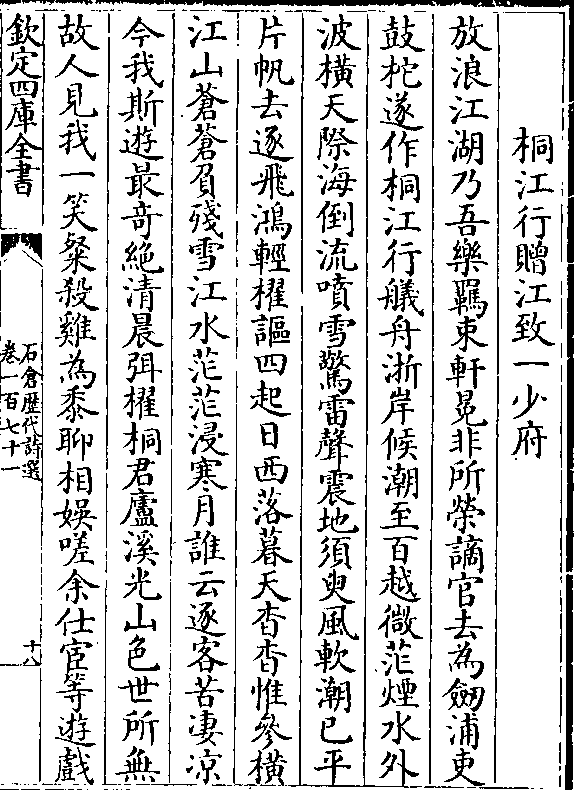 桐江行贈江致一少府
放浪江湖乃吾樂羈束軒冕非所榮謫官去為劒浦吏
鼓柁遂作桐江行艤舟浙岸候潮至百越微茫煙水外
波橫天際海倒流噴雪驚雷聲震地須臾風軟潮已平
片帆去逐飛鴻輕櫂謳四起日西落暮天杳杳惟參橫
江山蒼蒼負殘雪江水茫茫浸寒月誰云逐客苦凄凉
今我斯遊最竒絶清晨弭櫂桐君廬溪光山色世所無
故人見我一笑粲殺雞為黍聊相娱嗟余仕宦等遊戲
欽定四庫全書
石倉歴代詩選
卷一百七十一
十八